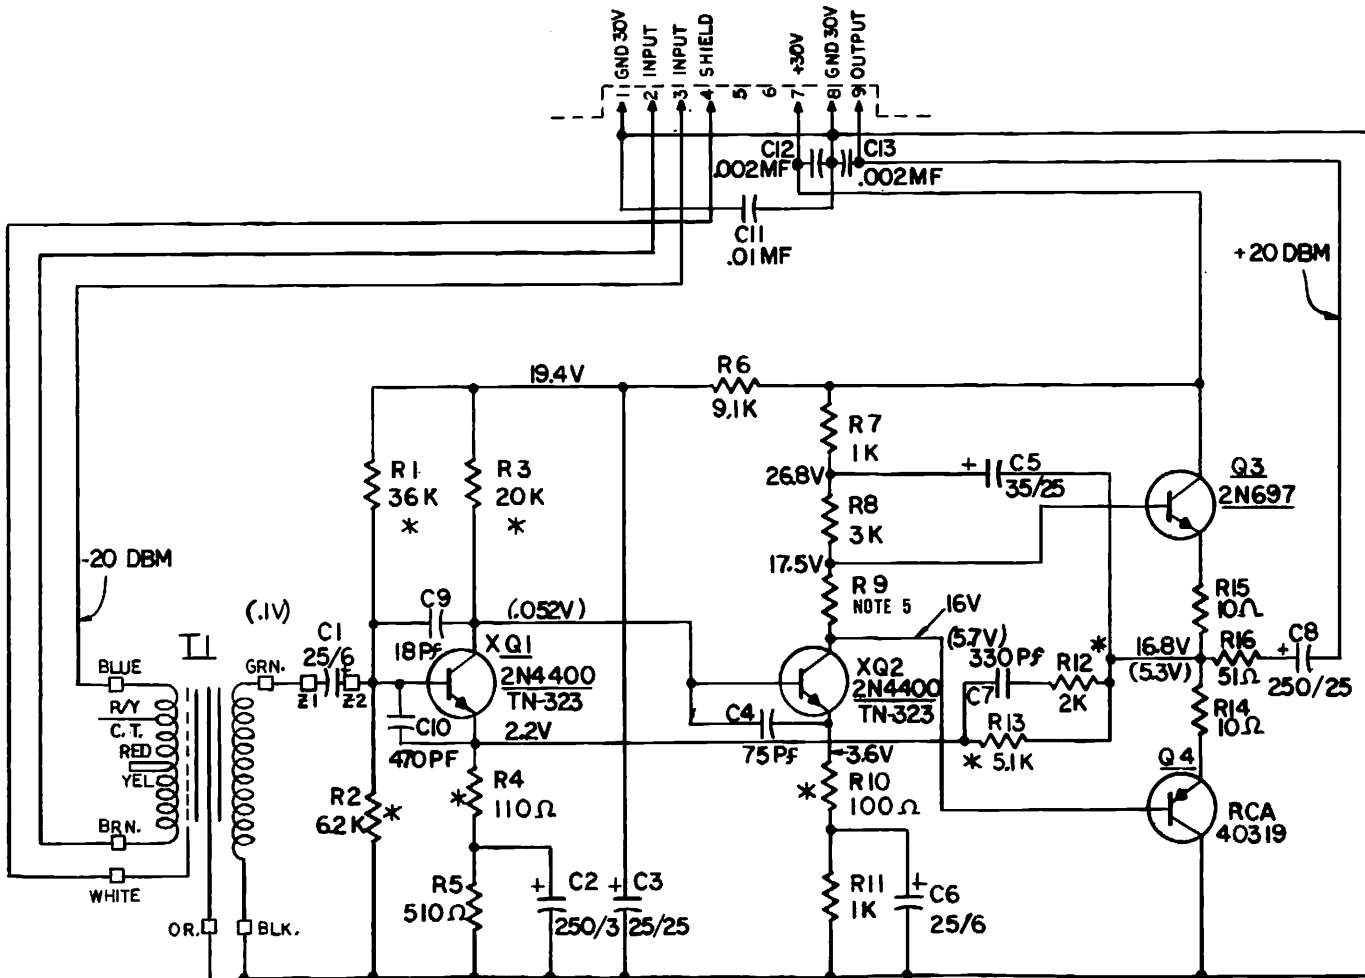 GND 30V
INPUT
INPUT
SHIELD
+30V
GND 30V
OUTPUT
1 2 3 4 5 6 7 8 9
C12
.002MF
C13
.002MF
C11
.01MF
+20 DBM
19.4V
R6
9.1K
R7
1K
R1
36K
*
R3
20K
*
26.8V
+
C5
35/25
Q3
2N697
R8
3K
17.5V
-20 DBM
R9
NOTE 5
16V
(5.7V)
R15
10Ω
(.1V)
C9
18Pf
(.052V)
C1
25/6
+
T1
BLUE
GRN.
Z1
Z2
XQ1
2N4400
TN-323
XQ2
2N4400
TN-323
330Pf
C7
R12
2K
*
16.8V
(5.3V)
R16
51Ω
+
C8
250/25
R/Y
C.T.
RED
YEL.
C10
470PF
2.2V
C4
75Pf
3.6V
R13
5.1K
*
R14
10Ω
Q4
RCA
40319
R2
6.2K
*
R4
110Ω
*
R10
100Ω
*
BRN.
WHITE
R5
510Ω
+
C2
250/3
+
C3
25/25
R11
1K
+
C6
25/6
OR.
BLK.